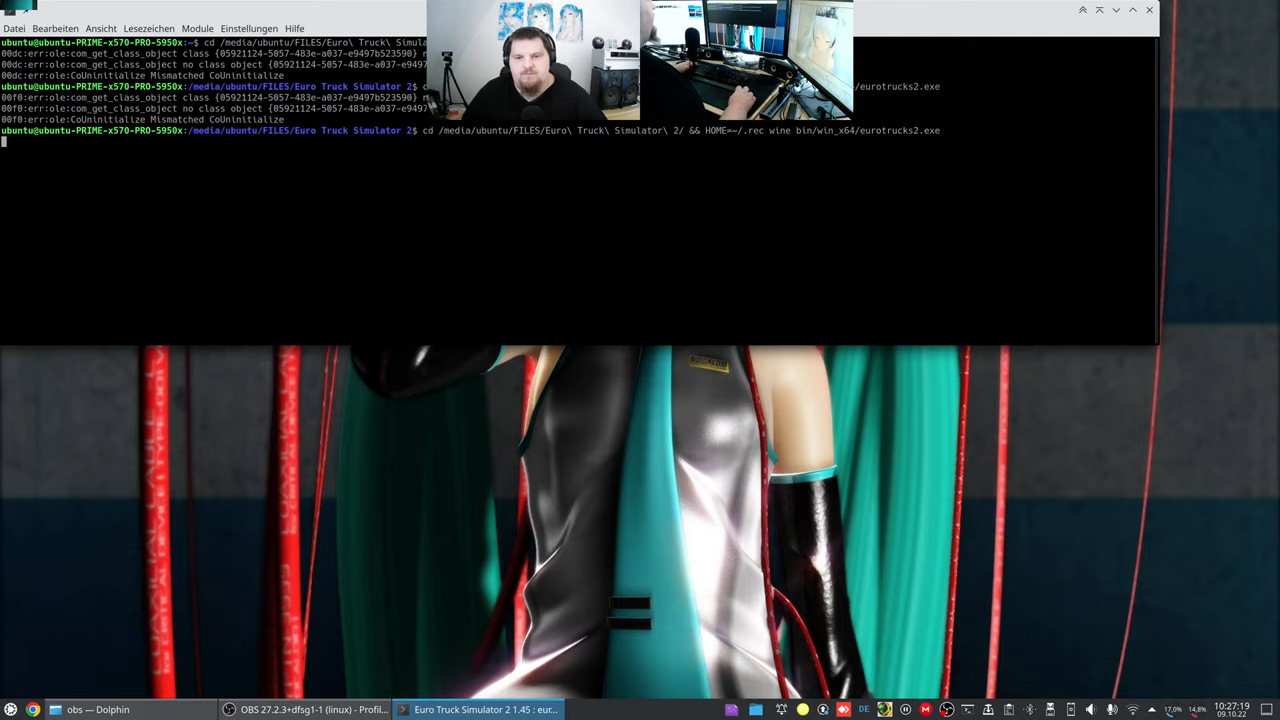 Datei Bearbeiten Ansicht Lesezeichen Module Einstellungen Hilfe
ubuntu@ubuntu-PRIME-x570-PRO-5950x:~$ cd /media/ubuntu/FILES/Euro\ Truck\ Simula
00dc:err:ole:com_get_class_object class {05921124-5057-483e-a037-e9497b523590} n
00dc:err:ole:com_get_class_object no class object {05921124-5057-483e-a037-e9497
00dc:err:ole:CoUninitialize Mismatched CoUninitialize
ubuntu@ubuntu-PRIME-x570-PRO-5950x:/media/ubuntu/FILES/Euro Truck Simulator 2$ c /eurotrucks2.exe
00f0:err:ole:com_get_class_object class {05921124-5057-483e-a037-e9497b523590} n
00f0:err:ole:com_get_class_object no class object {05921124-5057-483e-a037-e9497
00f0:err:ole:CoUninitialize Mismatched CoUninitialize
ubuntu@ubuntu-PRIME-x570-PRO-5950x:/media/ubuntu/FILES/Euro Truck Simulator 2$ cd /media/ubuntu/FILES/Euro\ Truck\ Simulator\ 2/ && HOME=~/.rec wine bin/win_x64/eurotrucks2.exe
obs — Dolphin
OBS 27.2.3+dfsg1-1 (linux) - Profil...
Euro Truck Simulator 2 1.45 : eur...
DE
10:27:19
09.10.22